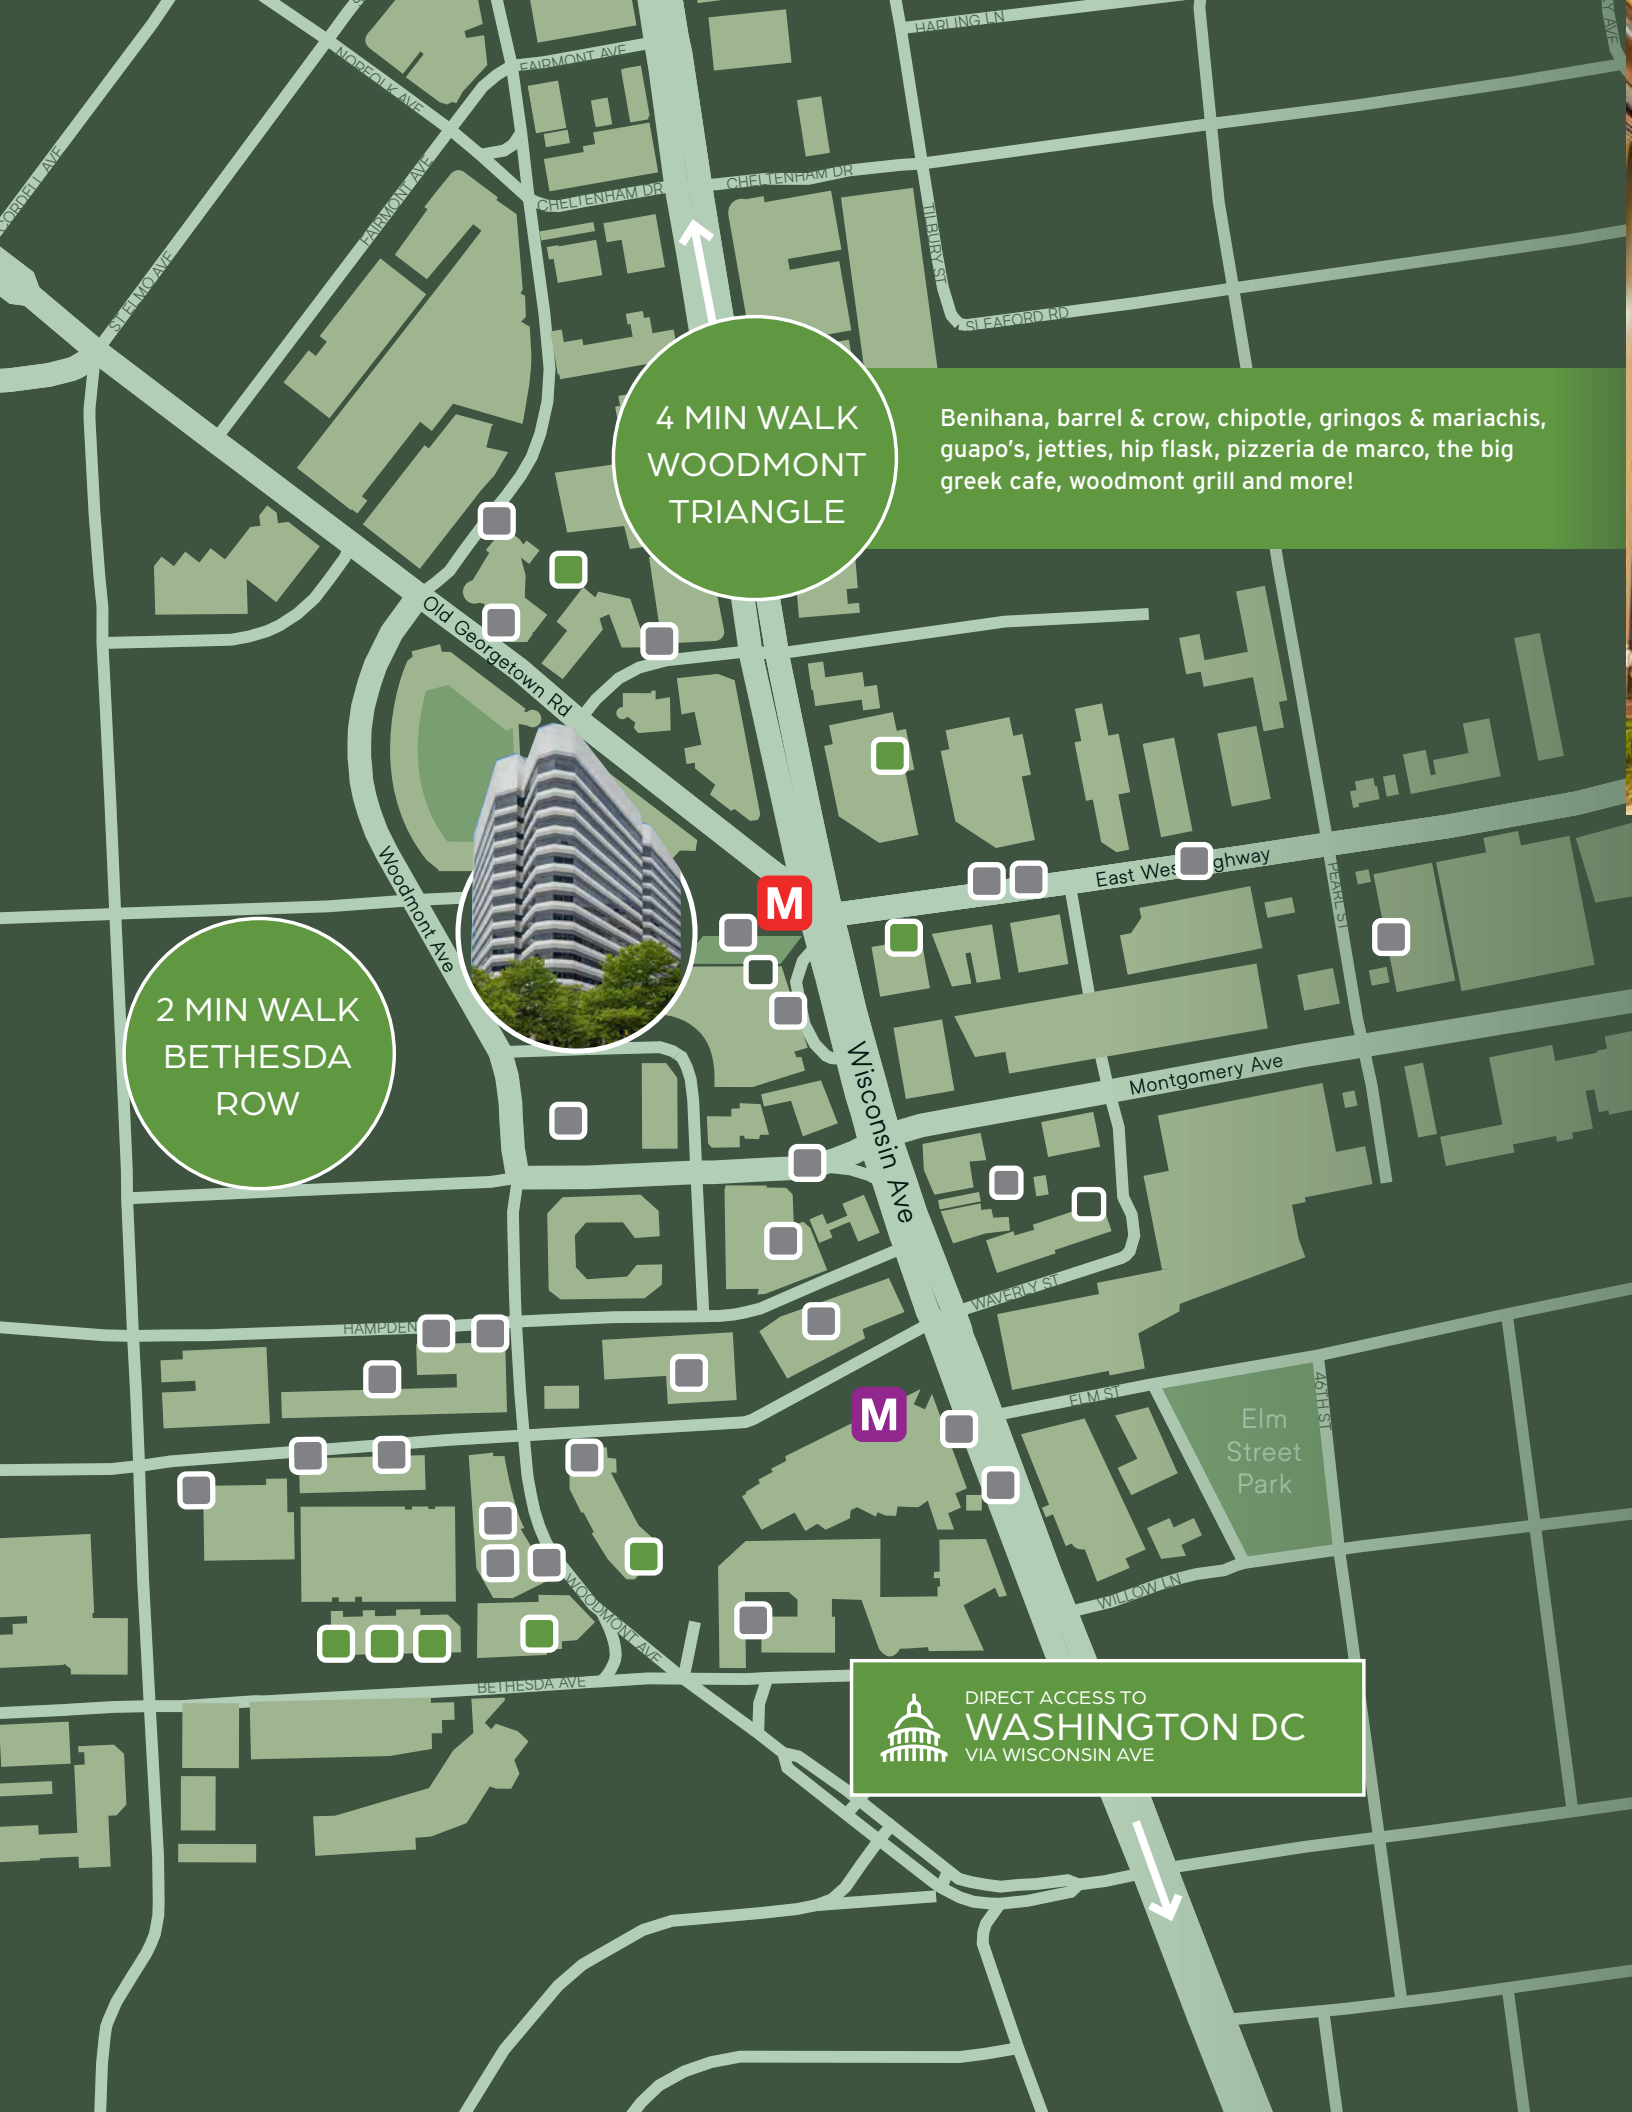 HARLING LN
NORFOLK AVE
FAIRMONT AVE
CORDELL AVE
FAIRMONT AVE
CHELTENHAM DR
CHELTENHAM DR
TILBURY ST
ST ELMO AVE
SLEAFORD RD
4 MIN WALK
WOODMONT
TRIANGLE
Benihana, barrel & crow, chipotle, gringos & mariachis,
guapo's, jetties, hip flask, pizzeria de marco, the big
greek cafe, woodmont grill and more!
Old Georgetown Rd
Woodmont Ave
M
PEARL ST
2 MIN WALK
BETHESDA
ROW
Wisconsin Ave
Montgomery Ave
WAVERLY ST
HAMPDEN
M
ELM ST
46TH ST
Elm
Street
Park
WOODMONT AVE
WILLOW LN
BETHESDA AVE
DIRECT ACCESS TO
WASHINGTON DC
VIA WISCONSIN AVE